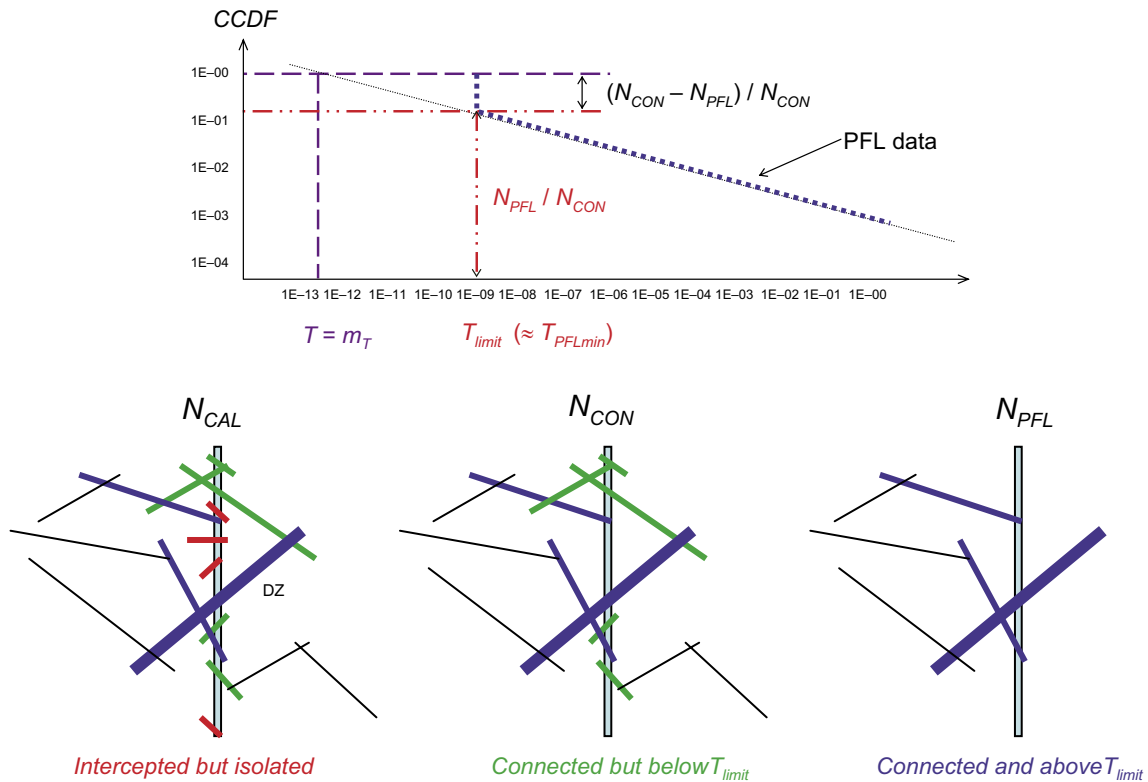 CCDF
1E–00
(N_CON – N_PFL) / N_CON
1E–01
PFL data
1E–02
N_PFL / N_CON
1E–03
1E–04
1E–13 1E–12 1E–11 1E–10 1E–09 1E–08 1E–07 1E–06 1E–05 1E–04 1E–03 1E–02 1E–01 1E–00
T = m_T
T_limit (≈ T_PFLmin)
N_CAL
N_CON
N_PFL
DZ
Intercepted but isolated
Connected but below T_limit
Connected and above T_limit